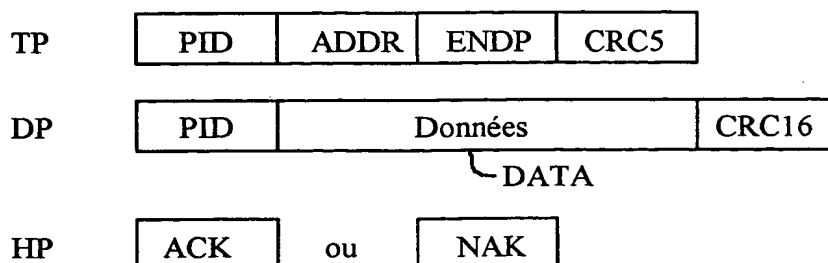 TP PID ADDR ENDP CRC5
DP PID Données CRC16
DATA
HP ACK ou NAK